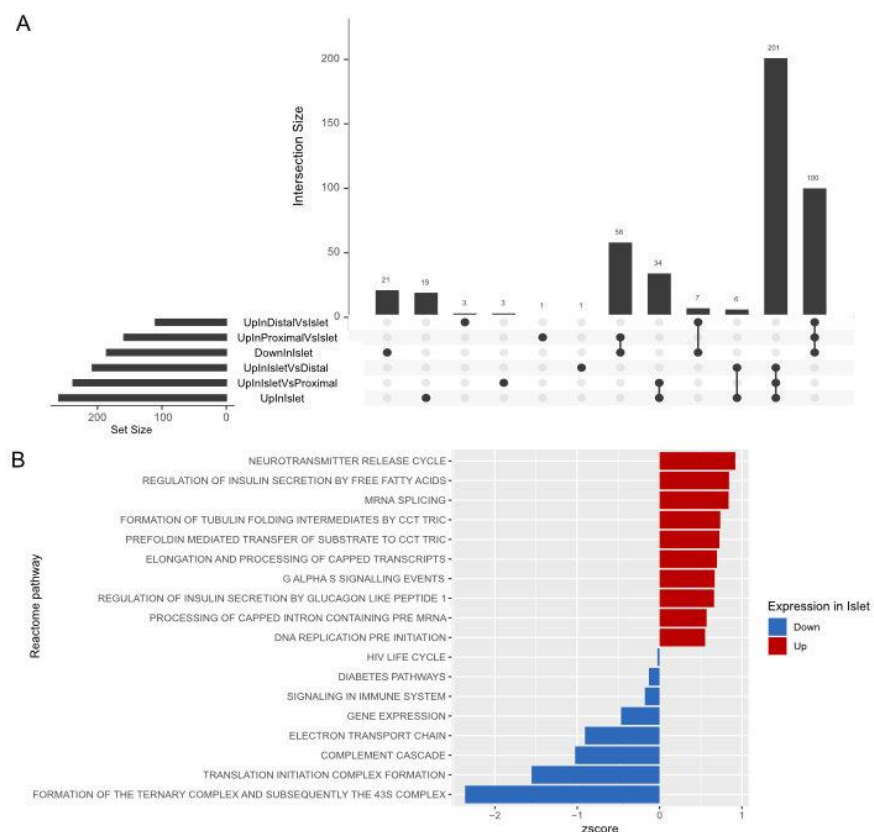 A
200
150
100
50
0
Intersection Size
201
100
58
34
21
19
3
3
1
1
7
6
UpInDistalVsIslet
UpInProximalVsIslet
DownInIslet
UpInIsletVsDistal
UpInIsletVsProximal
UpInIslet
200 100 0
Set Size
B
NEUROTRANSMITTER RELEASE CYCLE
REGULATION OF INSULIN SECRETION BY FREE FATTY ACIDS
MRNA SPLICING
FORMATION OF TUBULIN FOLDING INTERMEDIATES BY CCT TRIC
PREFOLDIN MEDIATED TRANSFER OF SUBSTRATE TO CCT TRIC
ELONGATION AND PROCESSING OF CAPPED TRANSCRIPTS
G ALPHA S SIGNALLING EVENTS
REGULATION OF INSULIN SECRETION BY GLUCAGON LIKE PEPTIDE 1
PROCESSING OF CAPPED INTRON CONTAINING PRE MRNA
DNA REPLICATION PRE INITIATION
HIV LIFE CYCLE
DIABETES PATHWAYS
SIGNALING IN IMMUNE SYSTEM
GENE EXPRESSION
ELECTRON TRANSPORT CHAIN
COMPLEMENT CASCADE
TRANSLATION INITIATION COMPLEX FORMATION
FORMATION OF THE TERNARY COMPLEX AND SUBSEQUENTLY THE 43S COMPLEX
Reactome pathway
−2 −1 0 1
zscore
Expression in Islet
Down
Up